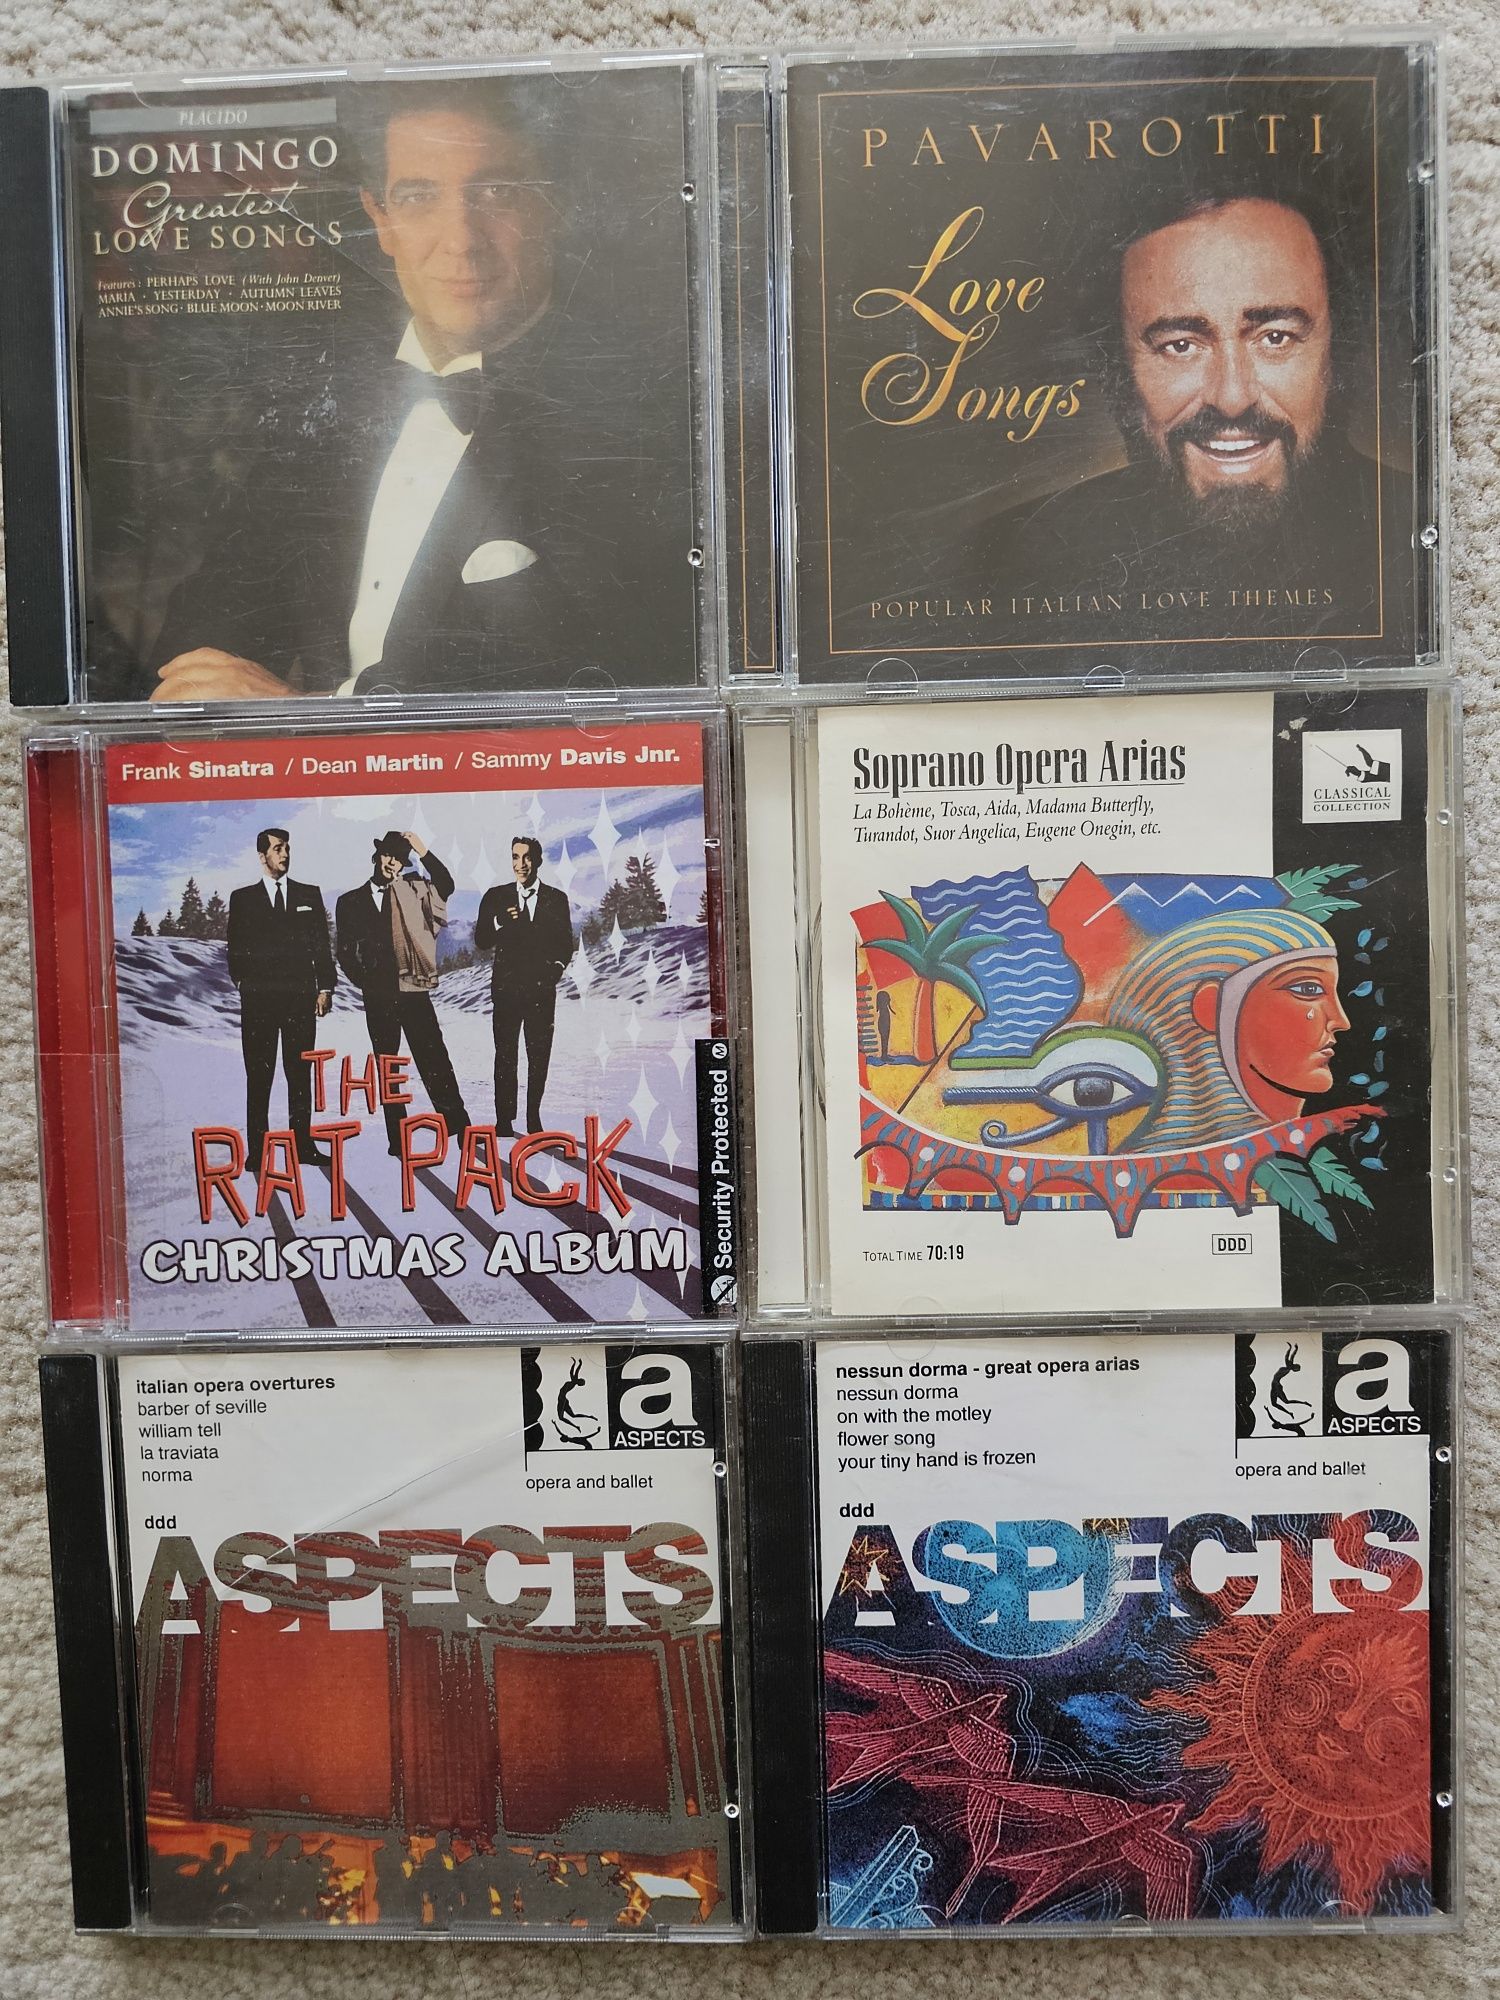 PLACIDO
DOMINGO
Greatest
LOVE SONGS
Features: PERHAPS LOVE (With John Denver)
MARIA · YESTERDAY · AUTUMN LEAVES
ANNIE'S SONG · BLUE MOON · MOON RIVER
PAVAROTTI
Love
Songs
POPULAR ITALIAN LOVE THEMES
Frank Sinatra / Dean Martin / Sammy Davis Jnr.
THE
RAT PACK
CHRISTMAS ALBUM
Security Protected
Soprano Opera Arias
La Bohème, Tosca, Aida, Madama Butterfly,
Turandot, Suor Angelica, Eugene Onegin, etc.
CLASSICAL
COLLECTION
TOTAL TIME 70:19
DDD
italian opera overtures
barber of seville
william tell
la traviata
norma
a
ASPECTS
opera and ballet
ddd
ASPECTS
nessun dorma - great opera arias
nessun dorma
on with the motley
flower song
your tiny hand is frozen
a
ASPECTS
opera and ballet
ddd
ASPECTS